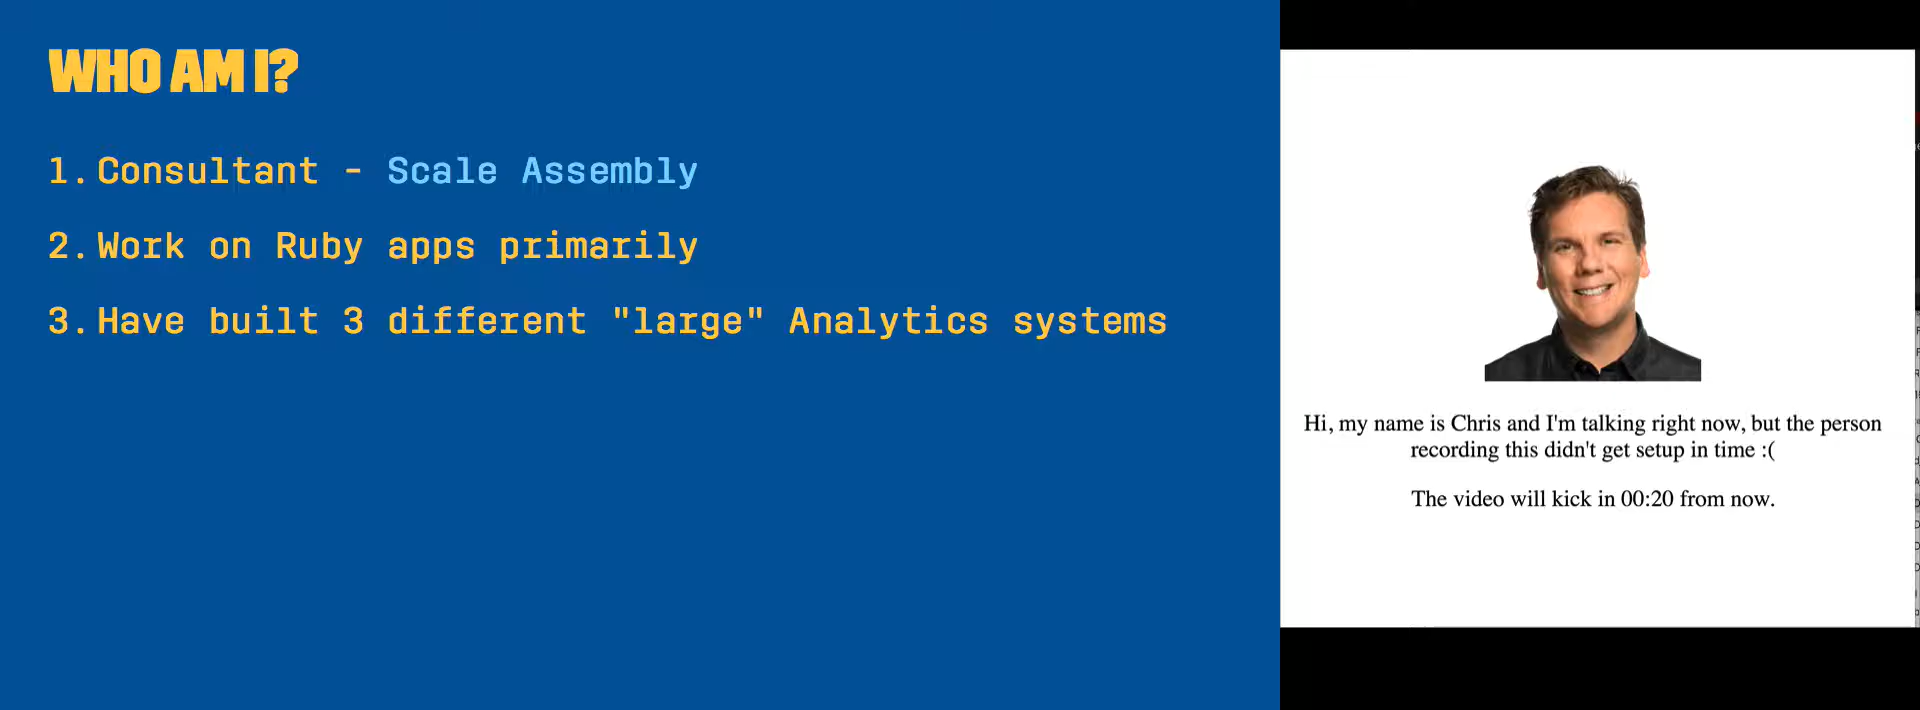 WHO AM I?
1. Consultant - Scale Assembly
2. Work on Ruby apps primarily
3. Have built 3 different "large" Analytics systems
Hi, my name is Chris and I'm talking right now, but the person
recording this didn't get setup in time :(
The video will kick in 00:20 from now.